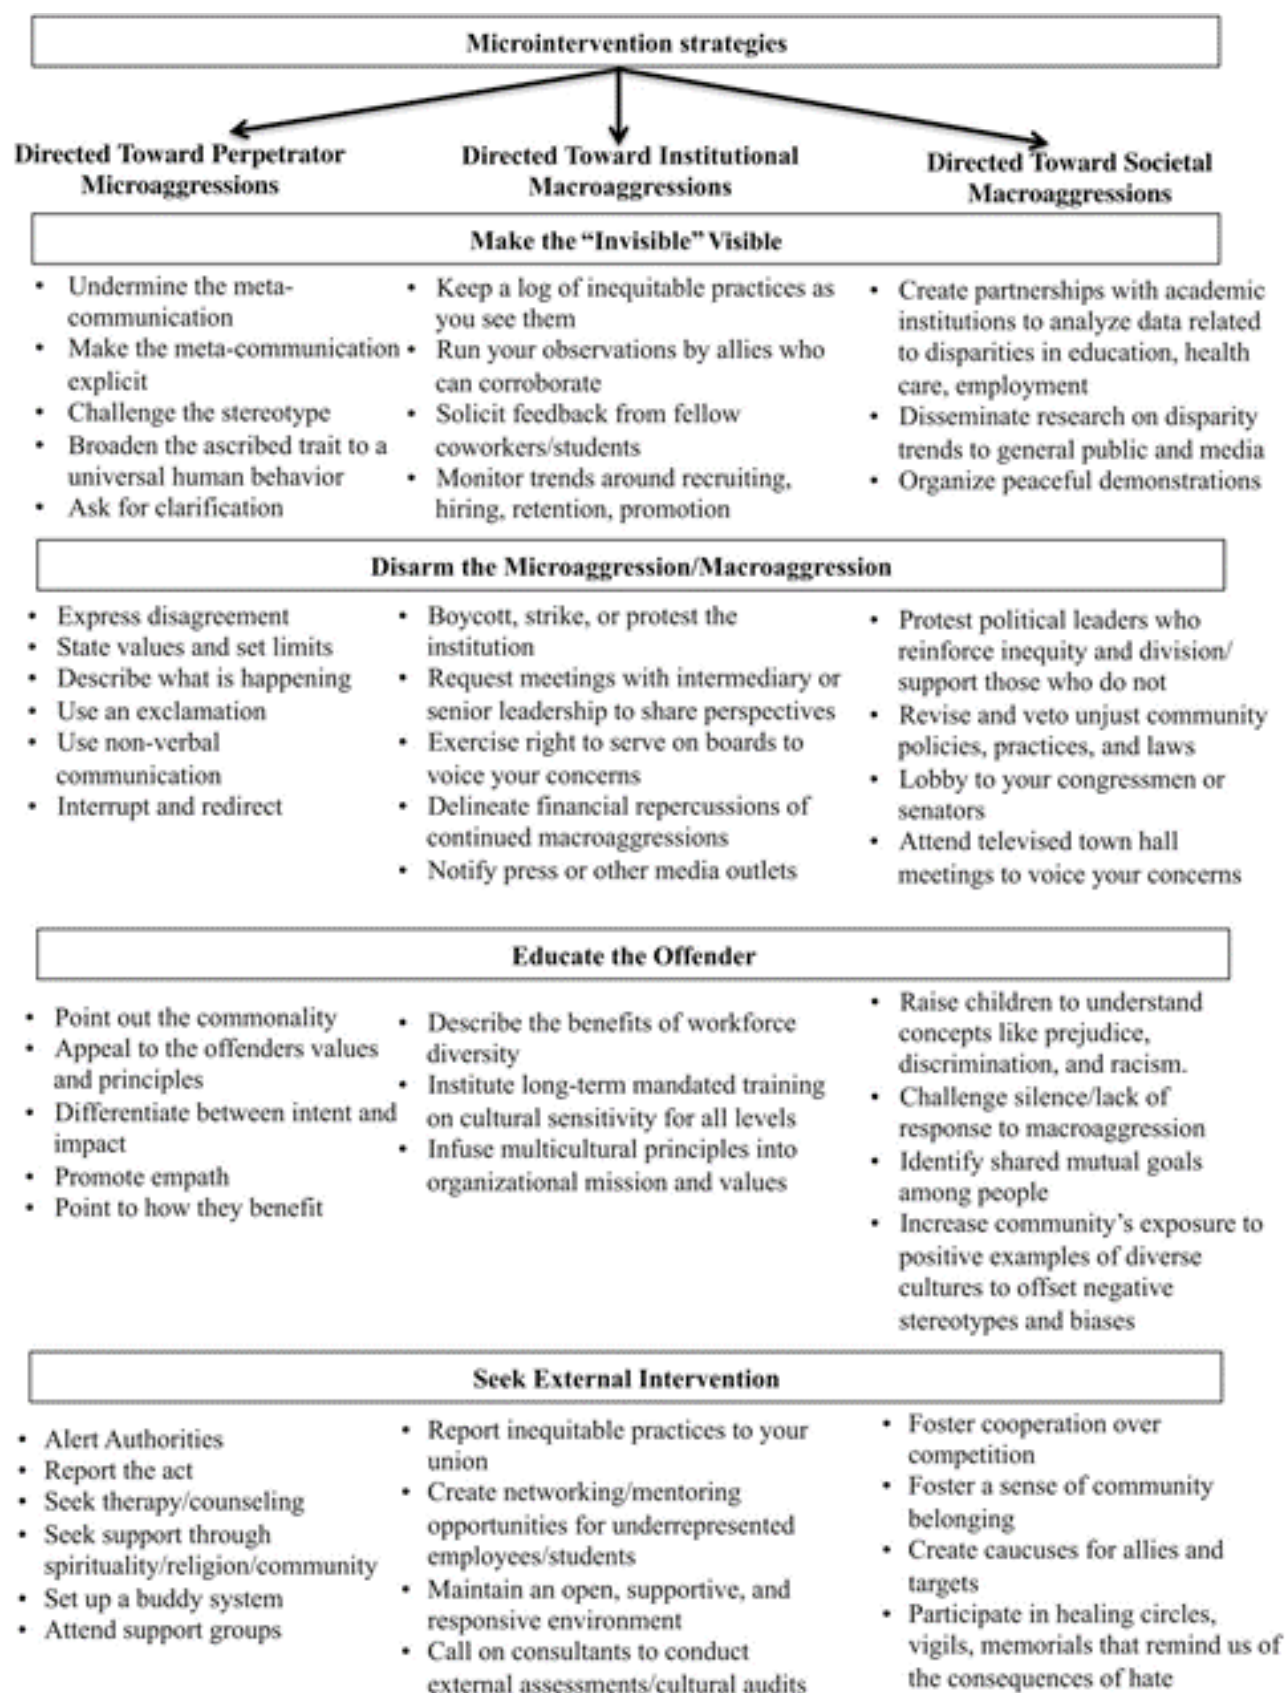 Microintervention strategies
Directed Toward Perpetrator
Microaggressions
Directed Toward Institutional
Macroaggressions
Directed Toward Societal
Macroaggressions
Make the “Invisible” Visible
• Undermine the meta-
communication
• Make the meta-communication
explicit
• Challenge the stereotype
• Broaden the ascribed trait to a
universal human behavior
• Ask for clarification
• Keep a log of inequitable practices as
you see them
• Run your observations by allies who
can corroborate
• Solicit feedback from fellow
coworkers/students
• Monitor trends around recruiting,
hiring, retention, promotion
• Create partnerships with academic
institutions to analyze data related
to disparities in education, health
care, employment
• Disseminate research on disparity
trends to general public and media
• Organize peaceful demonstrations
Disarm the Microaggression/Macroaggression
• Express disagreement
• State values and set limits
• Describe what is happening
• Use an exclamation
• Use non-verbal
communication
• Interrupt and redirect
• Boycott, strike, or protest the
institution
• Request meetings with intermediary or
senior leadership to share perspectives
• Exercise right to serve on boards to
voice your concerns
• Delineate financial repercussions of
continued macroaggressions
• Notify press or other media outlets
• Protest political leaders who
reinforce inequity and division/
support those who do not
• Revise and veto unjust community
policies, practices, and laws
• Lobby to your congressmen or
senators
• Attend televised town hall
meetings to voice your concerns
Educate the Offender
• Point out the commonality
• Appeal to the offenders values
and principles
• Differentiate between intent and
impact
• Promote empath
• Point to how they benefit
• Describe the benefits of workforce
diversity
• Institute long-term mandated training
on cultural sensitivity for all levels
• Infuse multicultural principles into
organizational mission and values
• Raise children to understand
concepts like prejudice,
discrimination, and racism.
• Challenge silence/lack of
response to macroaggression
• Identify shared mutual goals
among people
• Increase community’s exposure to
positive examples of diverse
cultures to offset negative
stereotypes and biases
Seek External Intervention
• Alert Authorities
• Report the act
• Seek therapy/counseling
• Seek support through
spirituality/religion/community
• Set up a buddy system
• Attend support groups
• Report inequitable practices to your
union
• Create networking/mentoring
opportunities for underrepresented
employees/students
• Maintain an open, supportive, and
responsive environment
• Call on consultants to conduct
external assessments/cultural audits
• Foster cooperation over
competition
• Foster a sense of community
belonging
• Create caucuses for allies and
targets
• Participate in healing circles,
vigils, memorials that remind us of
the consequences of hate